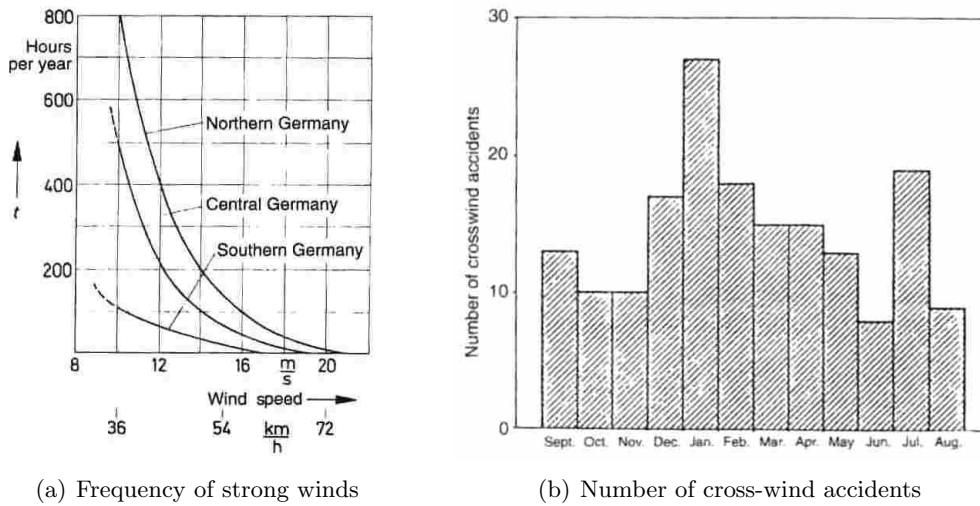 800
Hours
per year
600
400
t
200
Northern Germany
Central Germany
Southern Germany
8
12
16
m
s
20
Wind speed
36
54
km
h
72
(a) Frequency of strong winds
30
20
10
0
Number of crosswind accidents
Sept. Oct. Nov. Dec. Jan. Feb. Mar. Apr. May Jun. Jul. Aug.
(b) Number of cross-wind accidents